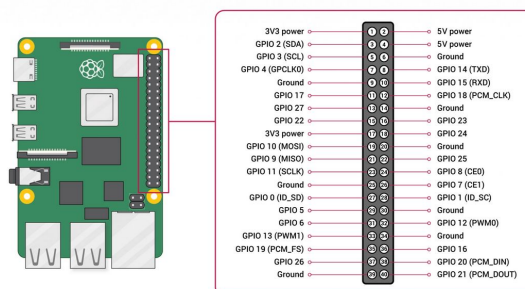 3V3 power 1 2 5V power
GPIO 2 (SDA) 3 4 5V power
GPIO 3 (SCL) 5 6 Ground
GPIO 4 (GPCLK0) 7 8 GPIO 14 (TXD)
Ground 9 10 GPIO 15 (RXD)
GPIO 17 11 12 GPIO 18 (PCM_CLK)
GPIO 27 13 14 Ground
GPIO 22 15 16 GPIO 23
3V3 power 17 18 GPIO 24
GPIO 10 (MOSI) 19 20 Ground
GPIO 9 (MISO) 21 22 GPIO 25
GPIO 11 (SCLK) 23 24 GPIO 8 (CE0)
Ground 25 26 GPIO 7 (CE1)
GPIO 0 (ID_SD) 27 28 GPIO 1 (ID_SC)
GPIO 5 29 30 Ground
GPIO 6 31 32 GPIO 12 (PWM0)
GPIO 13 (PWM1) 33 34 Ground
GPIO 19 (PCM_FS) 35 36 GPIO 16
GPIO 26 37 38 GPIO 20 (PCM_DIN)
Ground 39 40 GPIO 21 (PCM_DOUT)